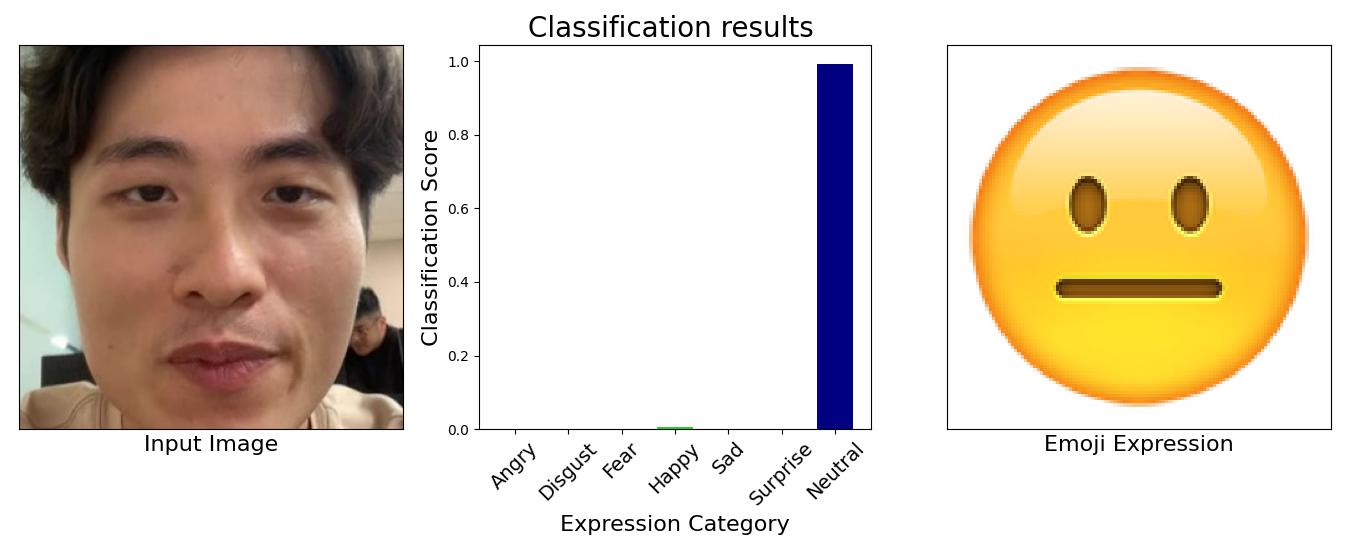 Classification results
Classification Score
1.0
0.8
0.6
0.4
0.2
0.0
Angry
Disgust
Fear
Happy
Sad
Surprise
Neutral
Expression Category
Input Image
Emoji Expression